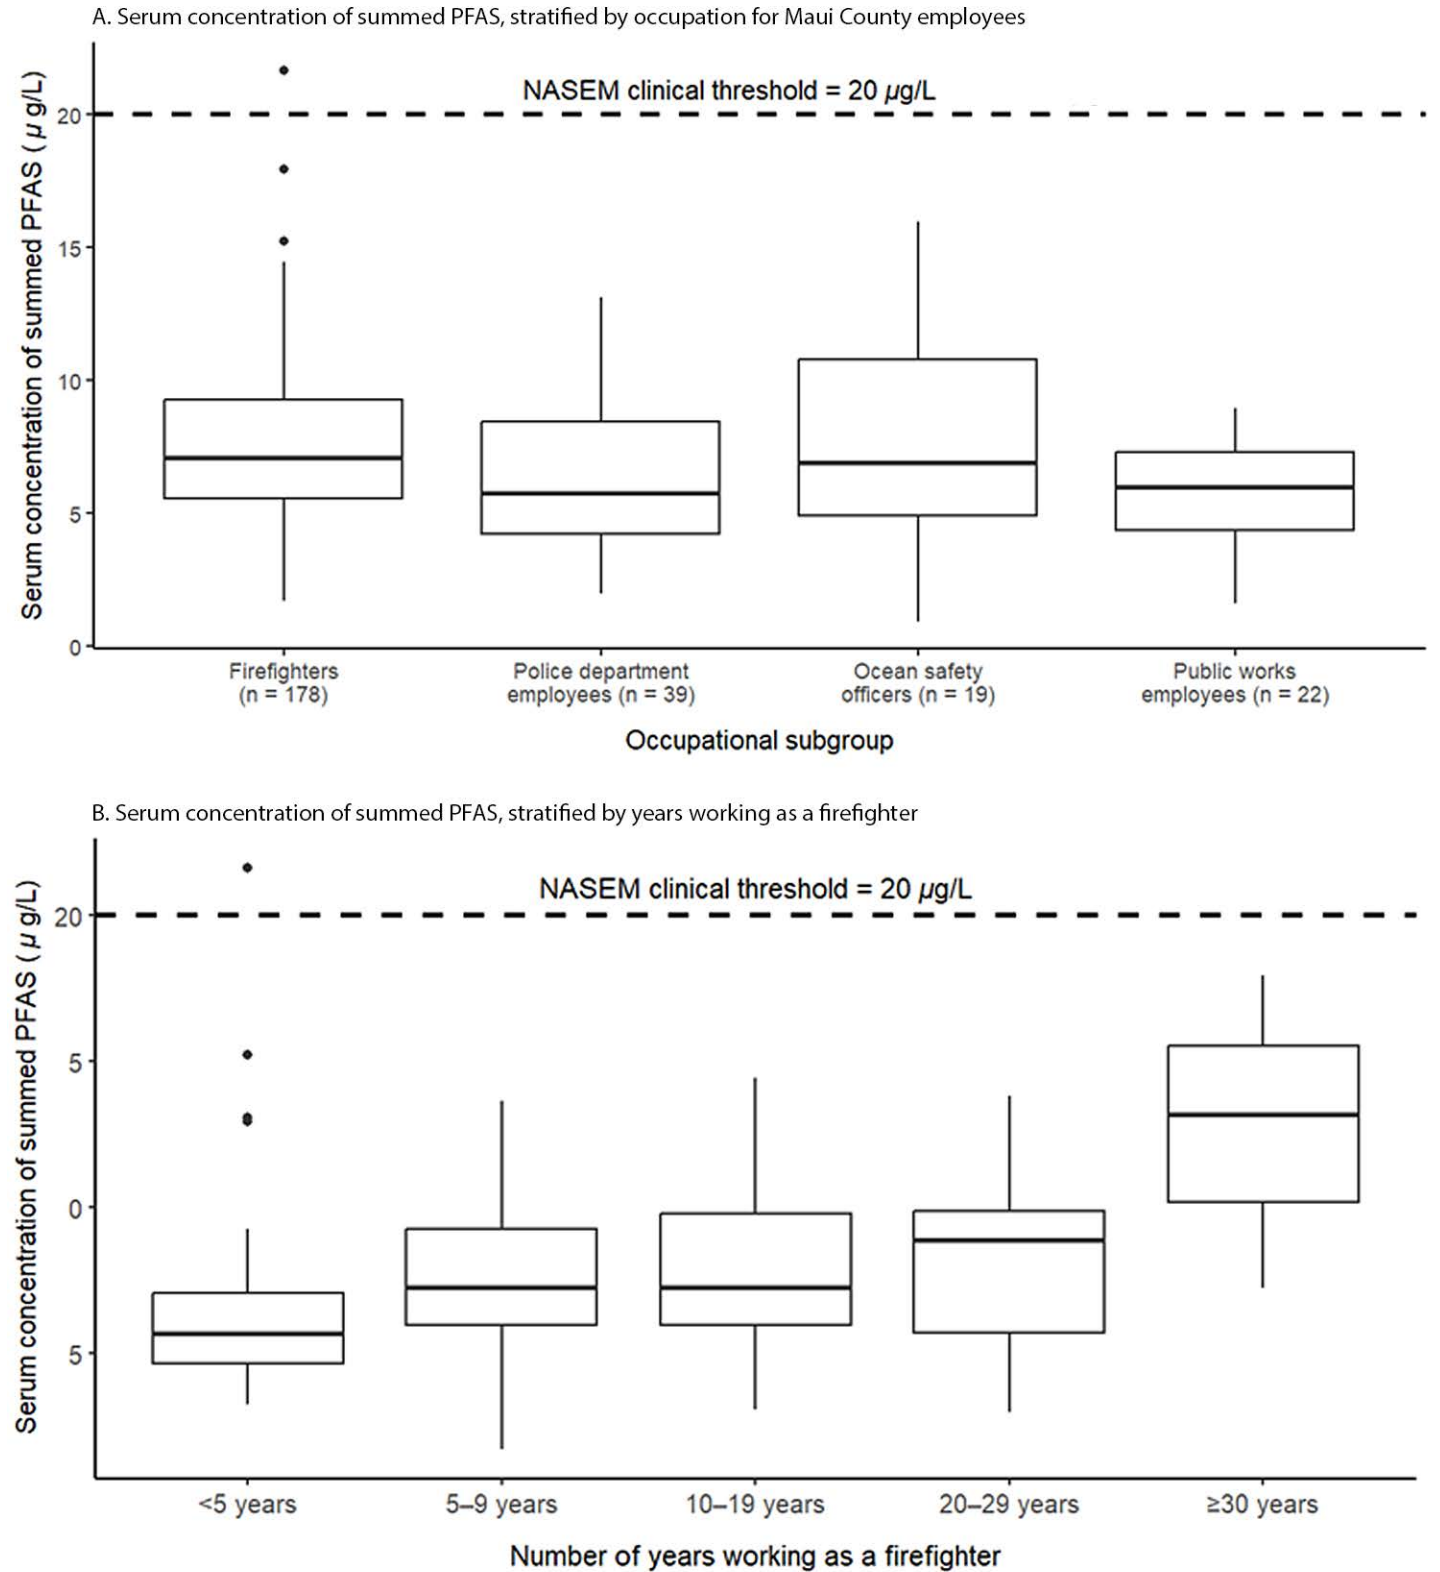 A. Serum concentration of summed PFAS, stratified by occupation for Maui County employees
Serum concentration of summed PFAS (µg/L)
NASEM clinical threshold = 20 µg/L
20
15
10
5
0
Firefighters
(n = 178)
Police department
employees (n = 39)
Ocean safety
officers (n = 19)
Public works
employees (n = 22)
Occupational subgroup
B. Serum concentration of summed PFAS, stratified by years working as a firefighter
Serum concentration of summed PFAS (µg/L)
NASEM clinical threshold = 20 µg/L
20
5
0
5
<5 years
5–9 years
10–19 years
20–29 years
≥30 years
Number of years working as a firefighter